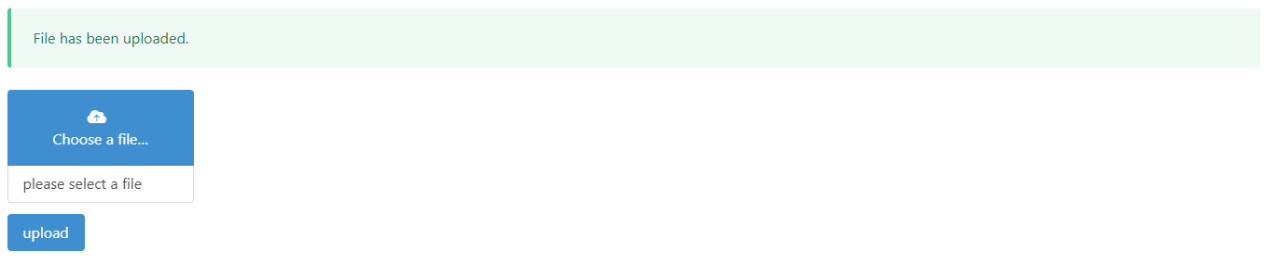 File has been uploaded.
Choose a file...
please select a file
upload